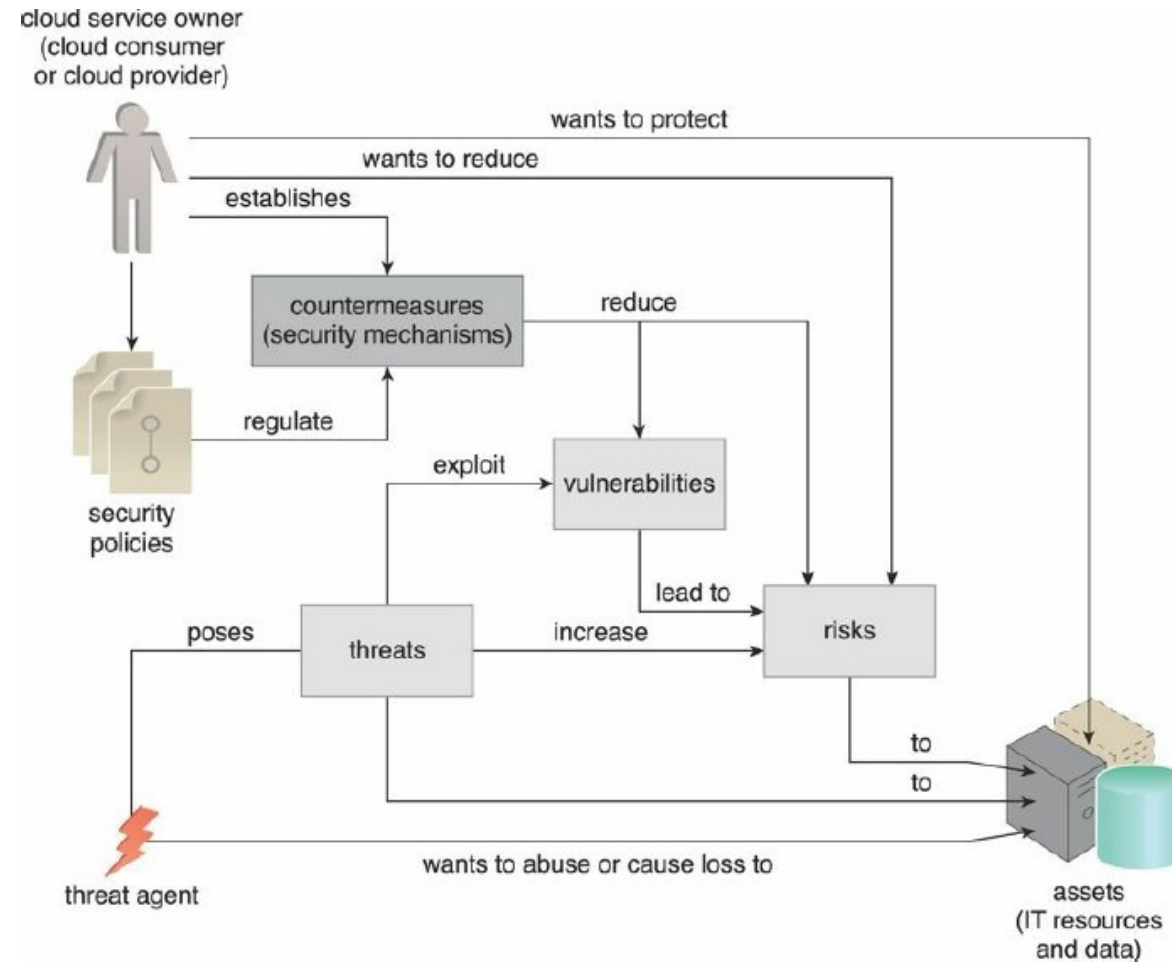 cloud service owner
(cloud consumer
or cloud provider)
wants to protect
wants to reduce
establishes
countermeasures
(security mechanisms)
reduce
regulate
exploit
vulnerabilities
security
policies
lead to
poses
threats
increase
risks
to
to
wants to abuse or cause loss to
threat agent
assets
(IT resources
and data)